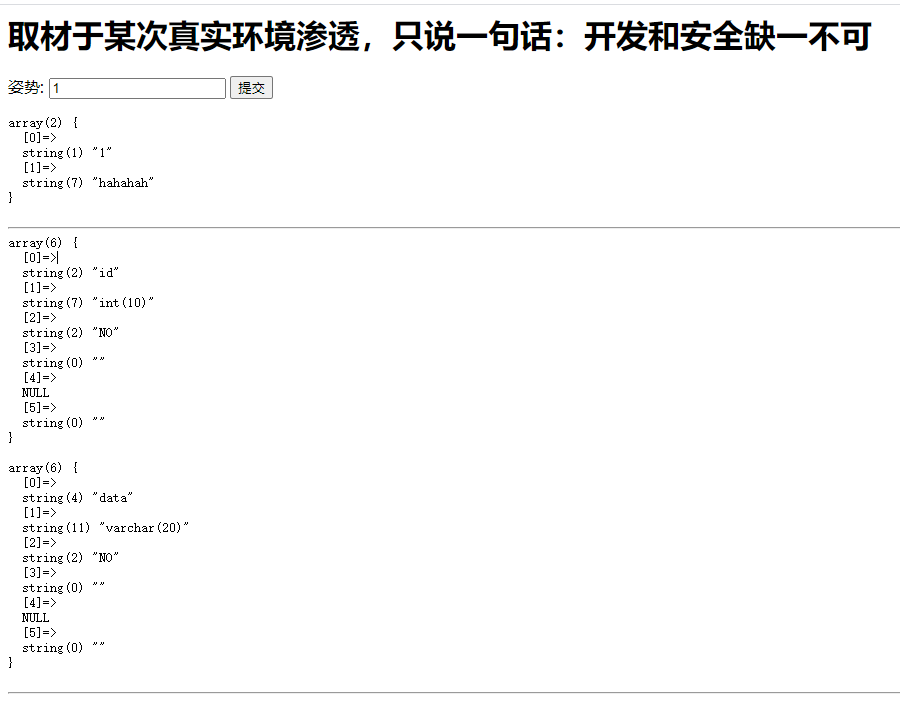 取材于某次真实环境渗透，只说一句话：开发和安全缺一不可
姿势: 1 提交
array(2) {
  [0]=>
  string(1) "1"
  [1]=>
  string(7) "hahahah"
}
array(6) {
  [0]=>
  string(2) "id"
  [1]=>
  string(7) "int(10)"
  [2]=>
  string(2) "NO"
  [3]=>
  string(0) ""
  [4]=>
  NULL
  [5]=>
  string(0) ""
}
array(6) {
  [0]=>
  string(4) "data"
  [1]=>
  string(11) "varchar(20)"
  [2]=>
  string(2) "NO"
  [3]=>
  string(0) ""
  [4]=>
  NULL
  [5]=>
  string(0) ""
}